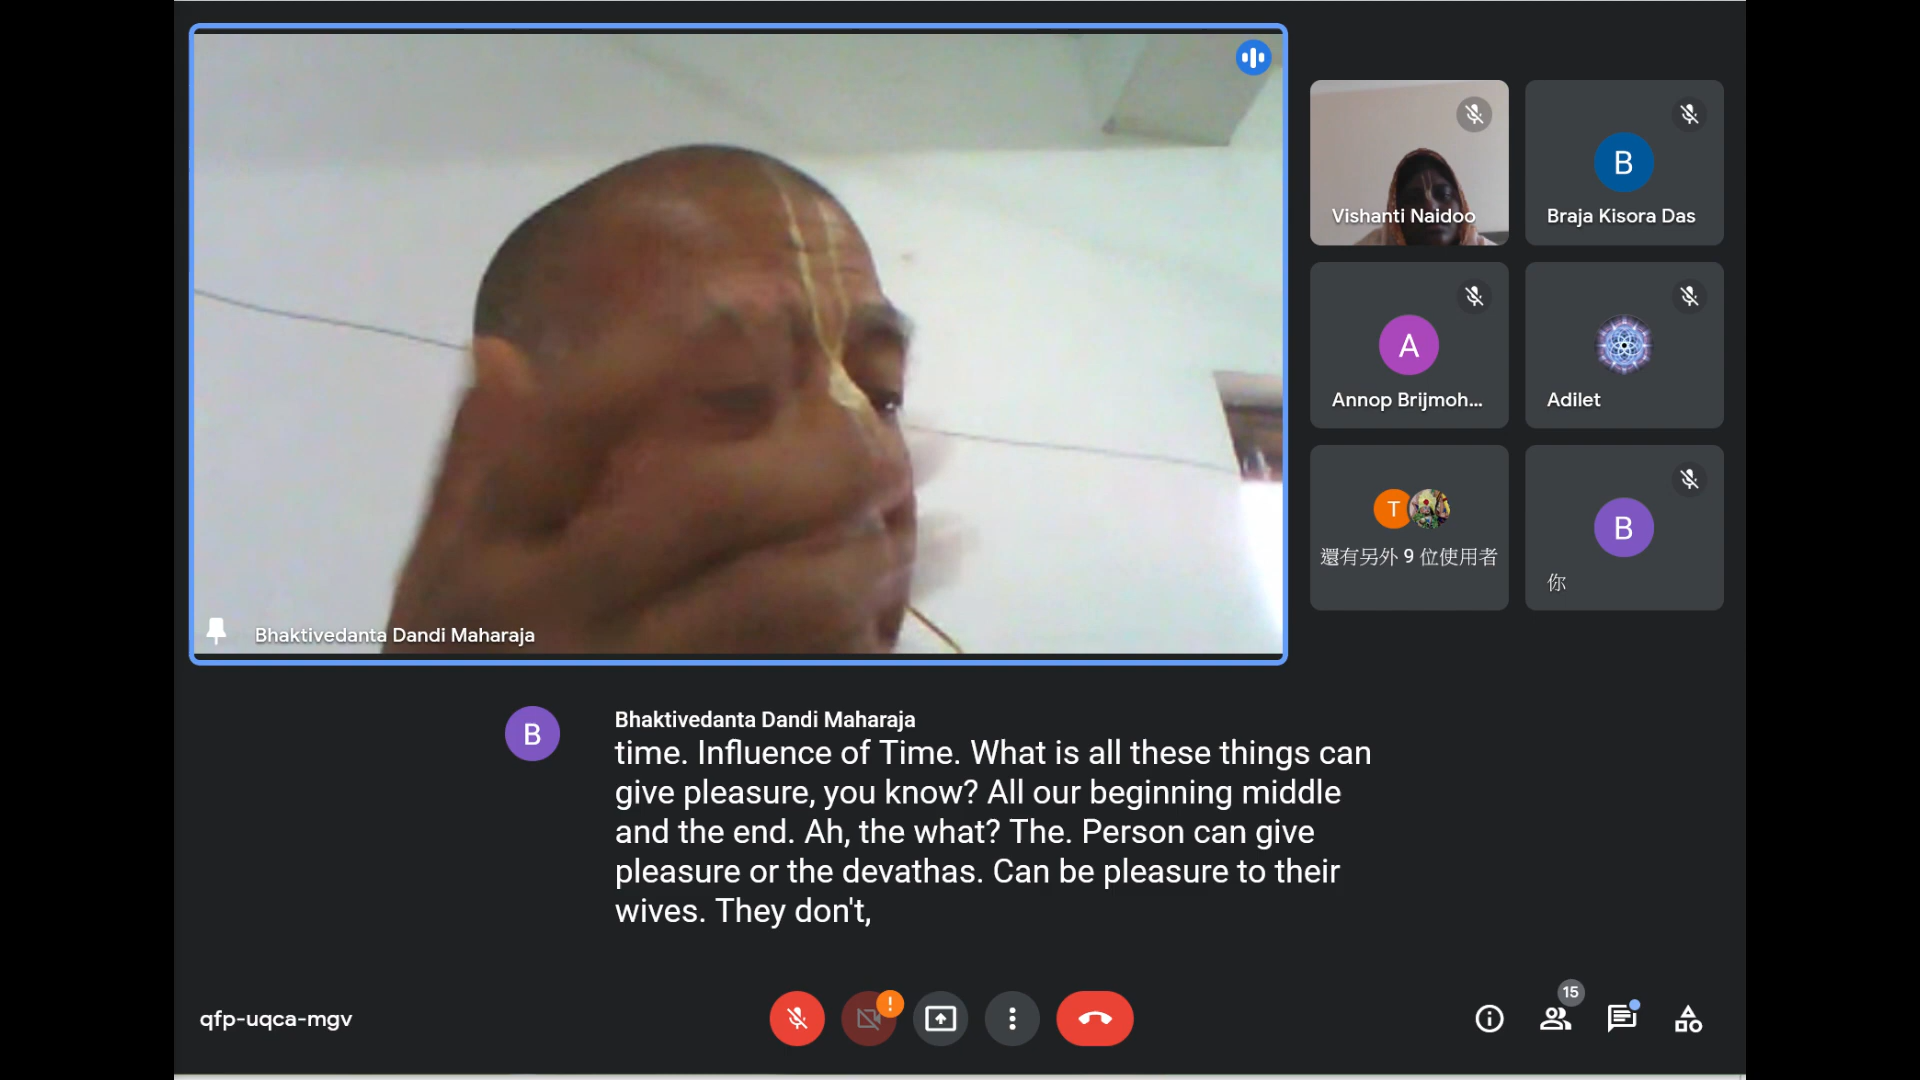 Bhaktivedanta Dandi Maharaja
Vishanti Naidoo
B
Braja Kisora Das
A
Annop Brijmoh...
Adilet
T
還有另外 9 位使用者
B
你
B
Bhaktivedanta Dandi Maharaja
time. Influence of Time. What is all these things can
give pleasure, you know? All our beginning middle
and the end. Ah, the what? The. Person can give
pleasure or the devathas. Can be pleasure to their
wives. They don't,
qfp-uqca-mgv
!
15